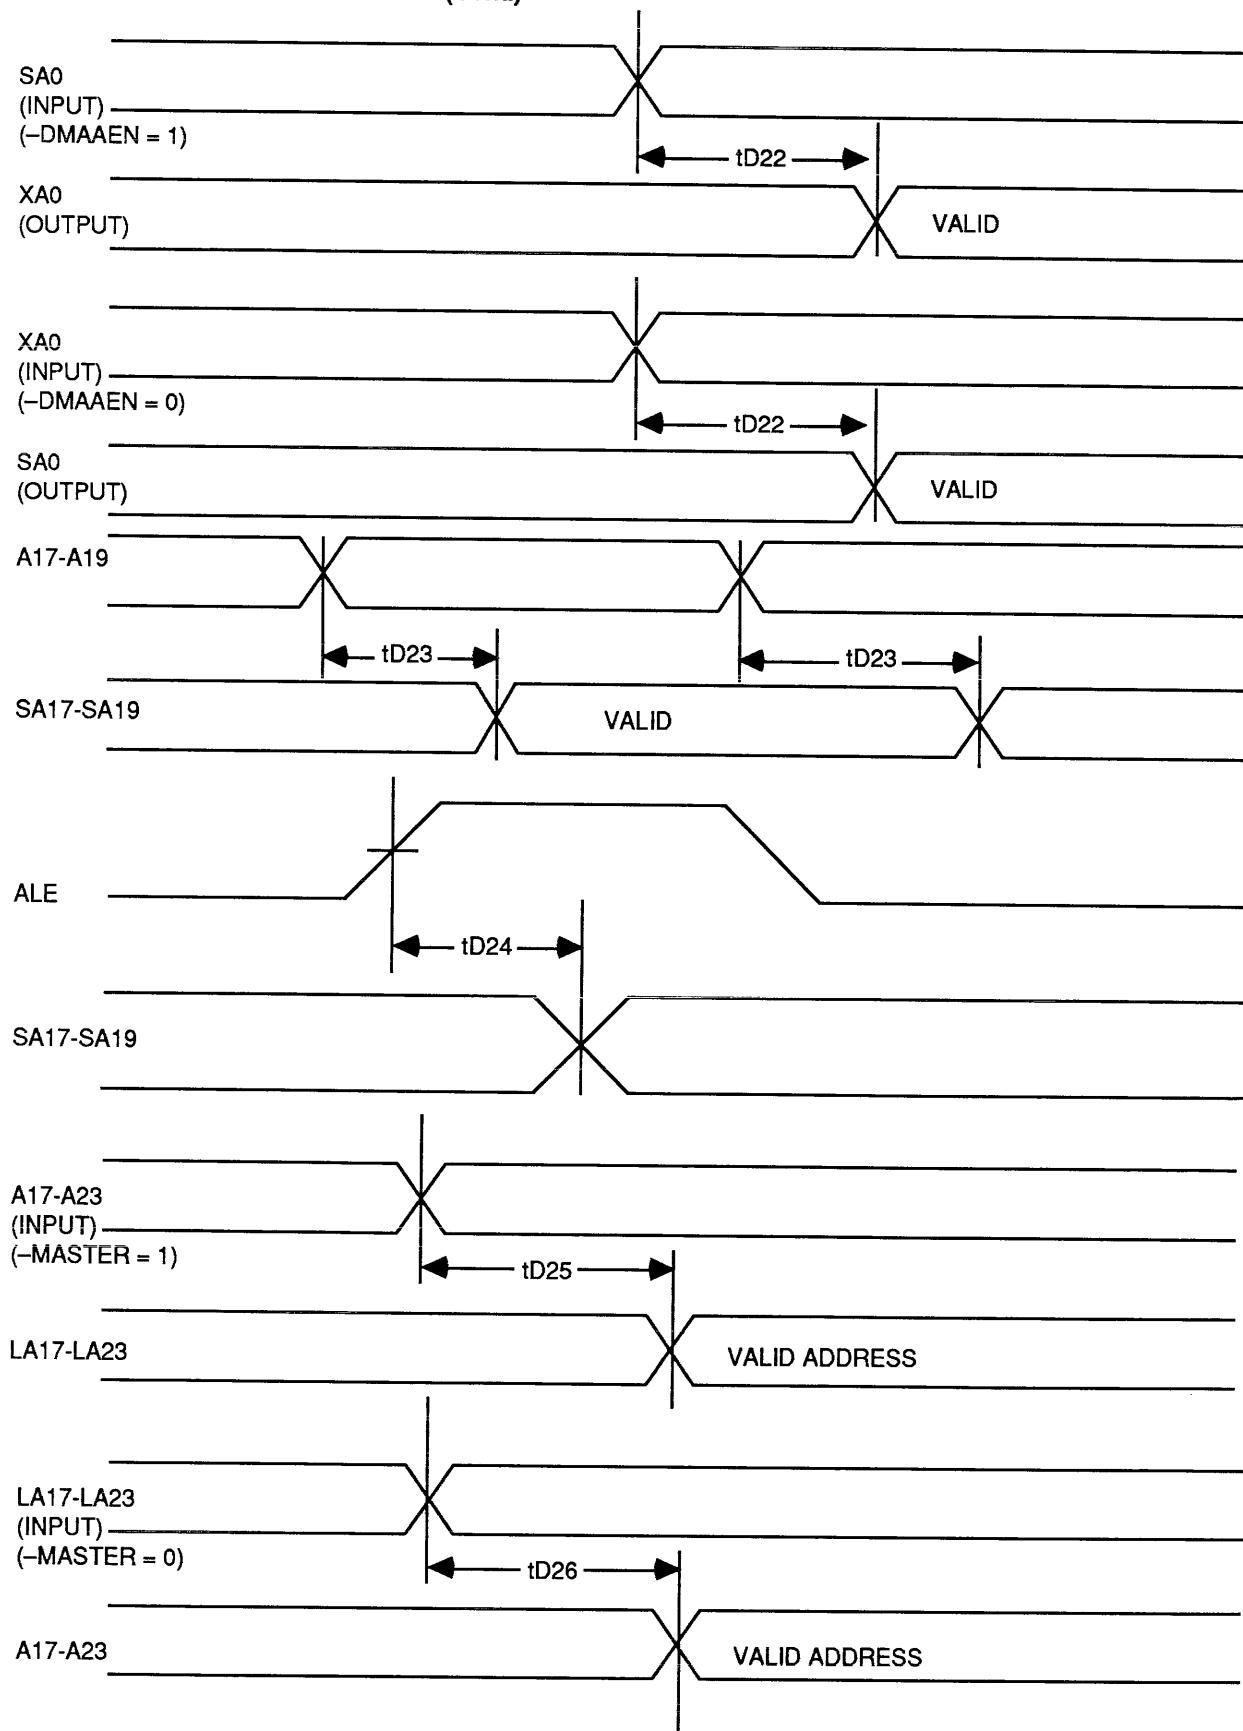 SA0
(INPUT)
(–DMAAEN = 1)
tD22
XA0
(OUTPUT)
VALID
XA0
(INPUT)
(–DMAAEN = 0)
tD22
SA0
(OUTPUT)
VALID
A17-A19
tD23
tD23
SA17-SA19
VALID
ALE
tD24
SA17-SA19
A17-A23
(INPUT)
(–MASTER = 1)
tD25
LA17-LA23
VALID ADDRESS
LA17-LA23
(INPUT)
(–MASTER = 0)
tD26
A17-A23
VALID ADDRESS